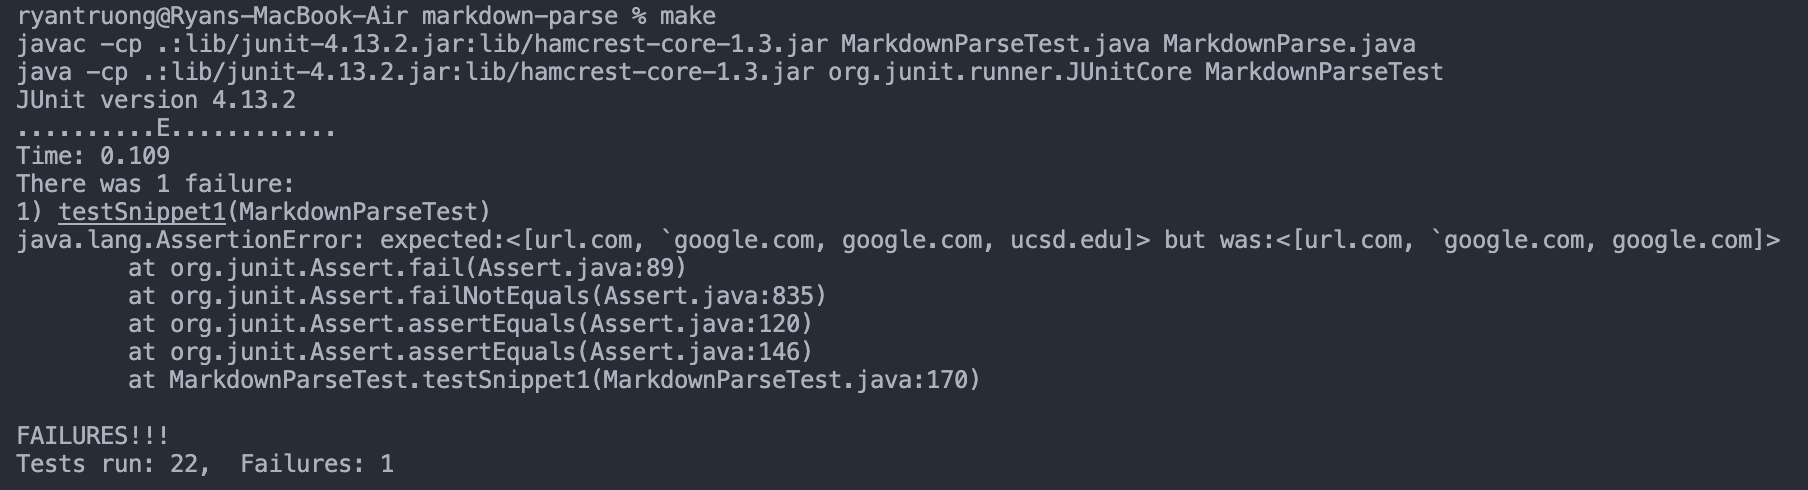 ryantruong@Ryans-MacBook-Air markdown-parse % make
javac -cp .:lib/junit-4.13.2.jar:lib/hamcrest-core-1.3.jar MarkdownParseTest.java MarkdownParse.java
java -cp .:lib/junit-4.13.2.jar:lib/hamcrest-core-1.3.jar org.junit.runner.JUnitCore MarkdownParseTest
JUnit version 4.13.2
..........E............
Time: 0.109
There was 1 failure:
1) testSnippet1(MarkdownParseTest)
java.lang.AssertionError: expected:<[url.com, `google.com, google.com, ucsd.edu]> but was:<[url.com, `google.com, google.com]>
        at org.junit.Assert.fail(Assert.java:89)
        at org.junit.Assert.failNotEquals(Assert.java:835)
        at org.junit.Assert.assertEquals(Assert.java:120)
        at org.junit.Assert.assertEquals(Assert.java:146)
        at MarkdownParseTest.testSnippet1(MarkdownParseTest.java:170)

FAILURES!!!
Tests run: 22,  Failures: 1